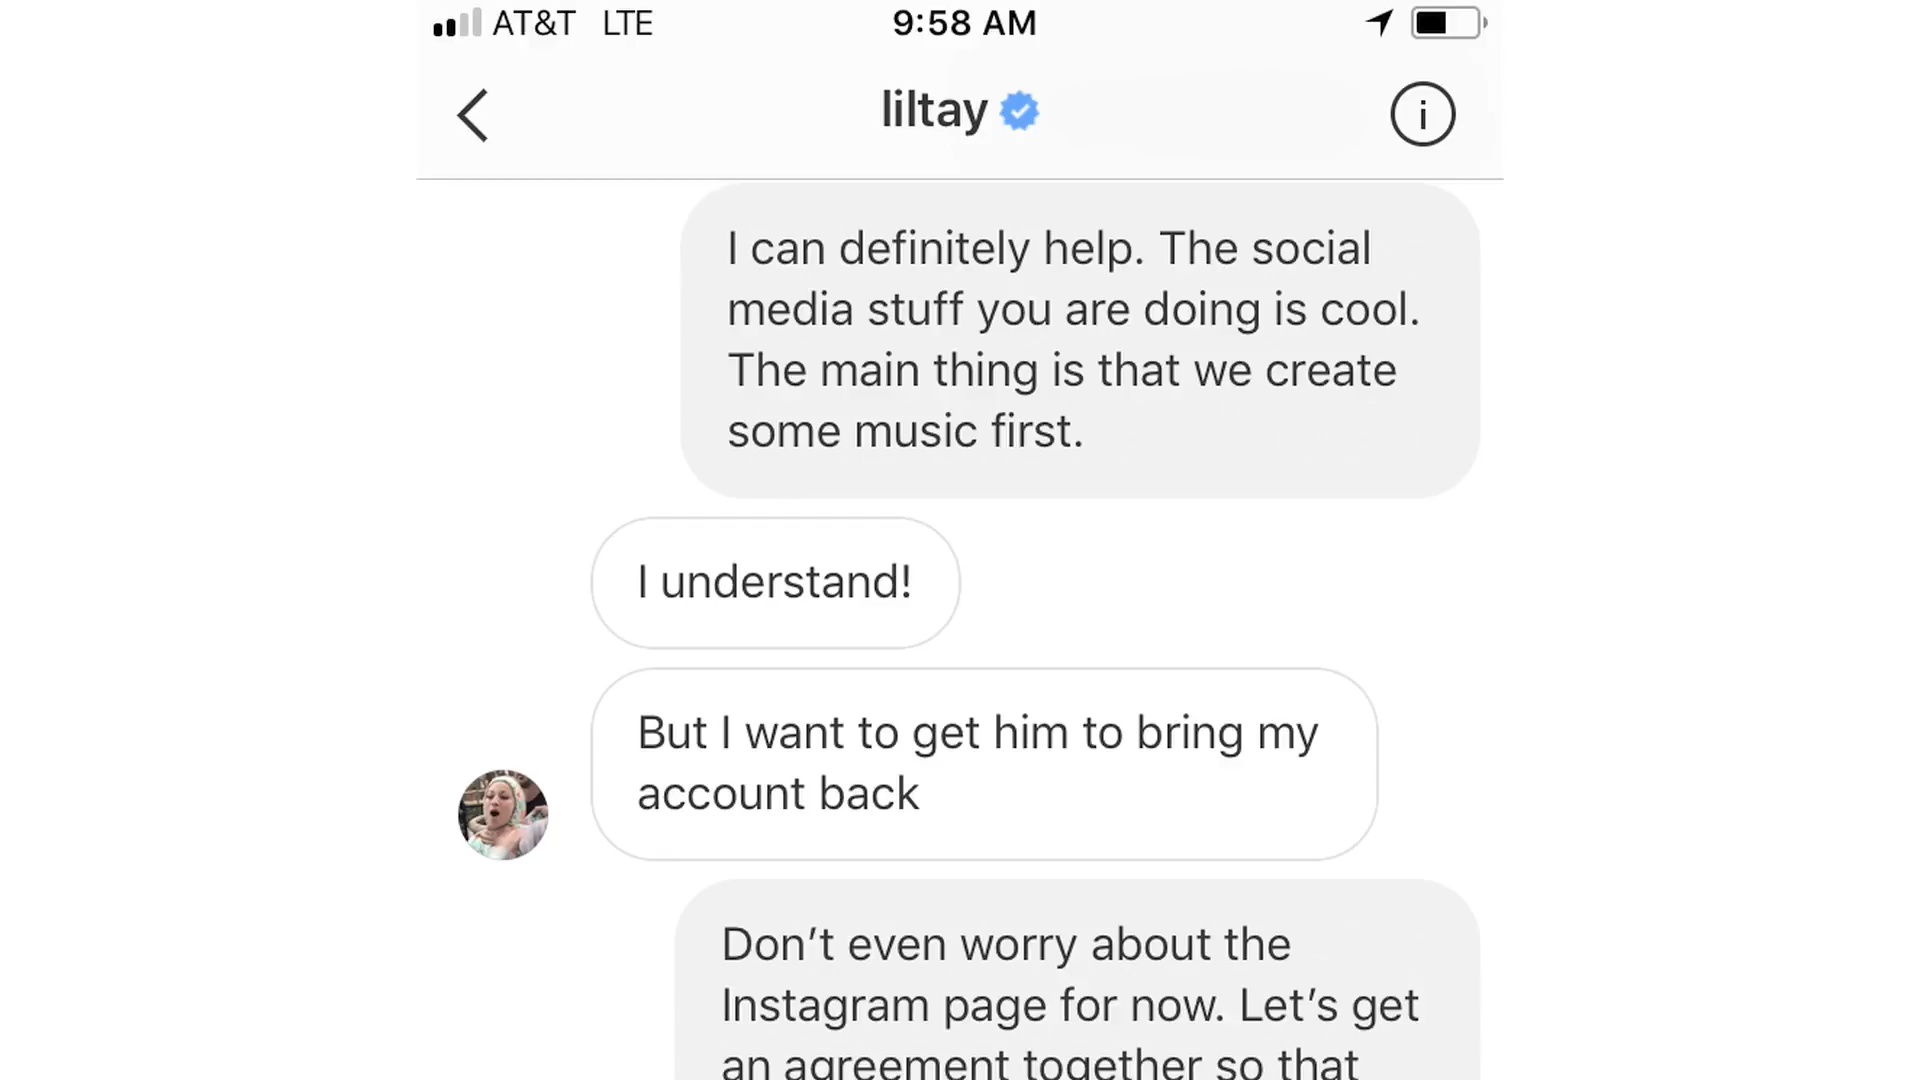 AT&T LTE 9:58 AM
liltay
I can definitely help. The social
media stuff you are doing is cool.
The main thing is that we create
some music first.
I understand!
But I want to get him to bring my
account back
Don’t even worry about the
Instagram page for now. Let’s get
an agreement together so that